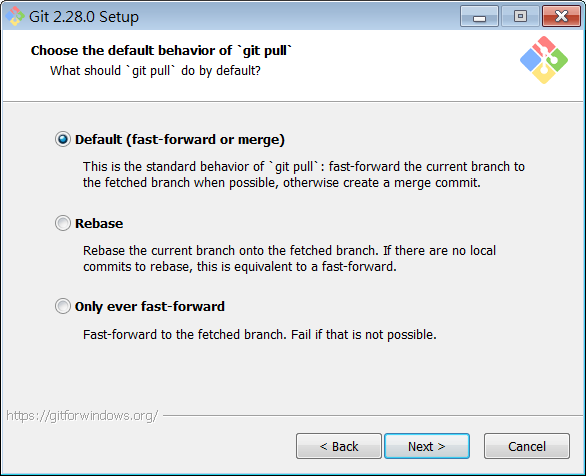 Git 2.28.0 Setup
Choose the default behavior of `git pull`
What should `git pull` do by default?
Default (fast-forward or merge)
This is the standard behavior of `git pull`: fast-forward the current branch to
the fetched branch when possible, otherwise create a merge commit.
Rebase
Rebase the current branch onto the fetched branch. If there are no local
commits to rebase, this is equivalent to a fast-forward.
Only ever fast-forward
Fast-forward to the fetched branch. Fail if that is not possible.
https://gitforwindows.org/
< Back Next > Cancel